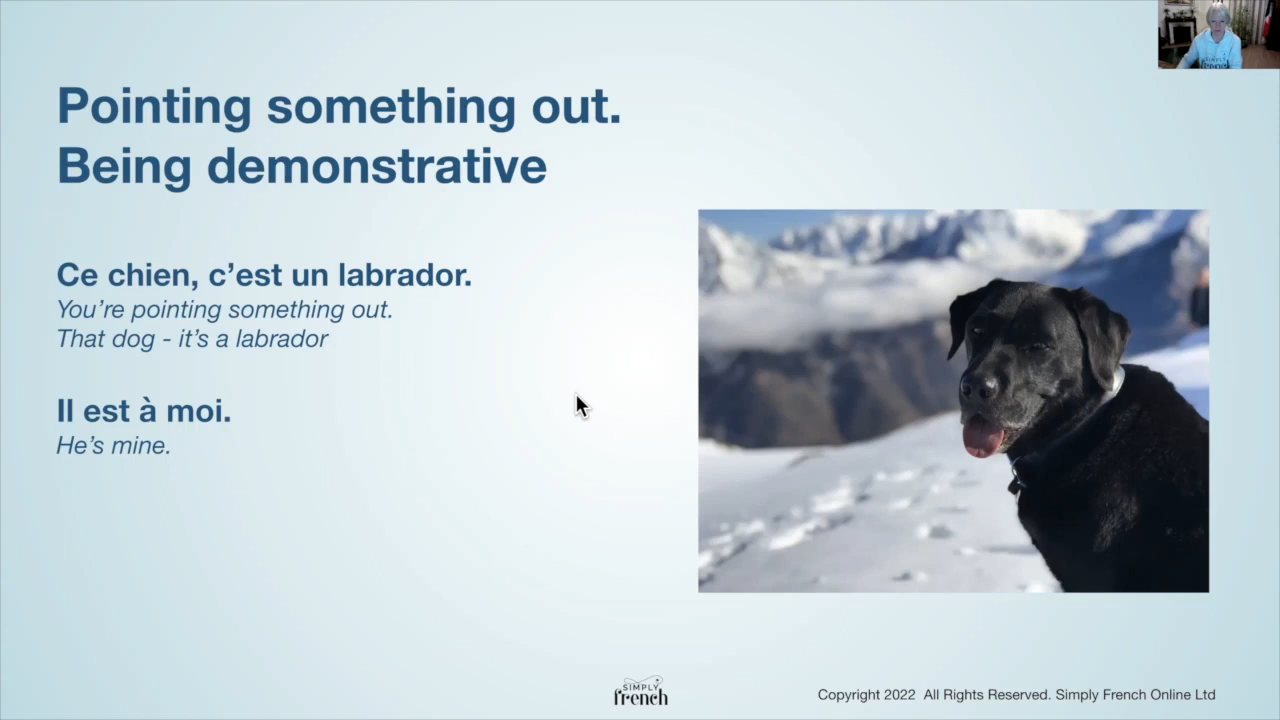 Pointing something out.
Being demonstrative
Ce chien, c’est un labrador.
You’re pointing something out.
That dog - it’s a labrador
Il est à moi.
He’s mine.
SIMPLY
french
Copyright 2022 All Rights Reserved. Simply French Online Ltd